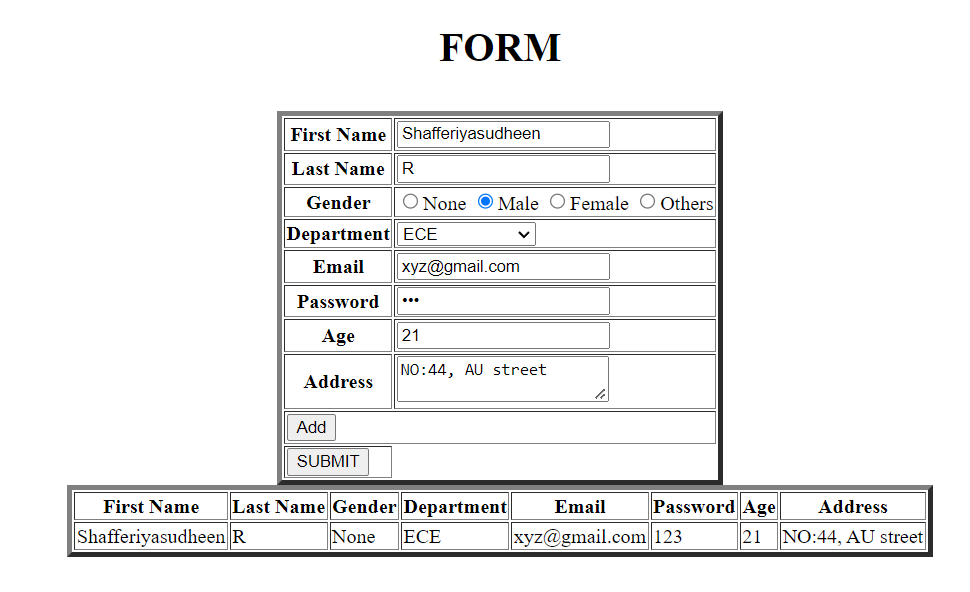 FORM
First Name Shafferiyasudheen
Last Name R
Gender None Male Female Others
Department ECE
Email xyz@gmail.com
Password •••
Age 21
Address NO:44, AU street
Add
SUBMIT
First Name Last Name Gender Department Email Password Age Address
Shafferiyasudheen R None ECE xyz@gmail.com 123 21 NO:44, AU street